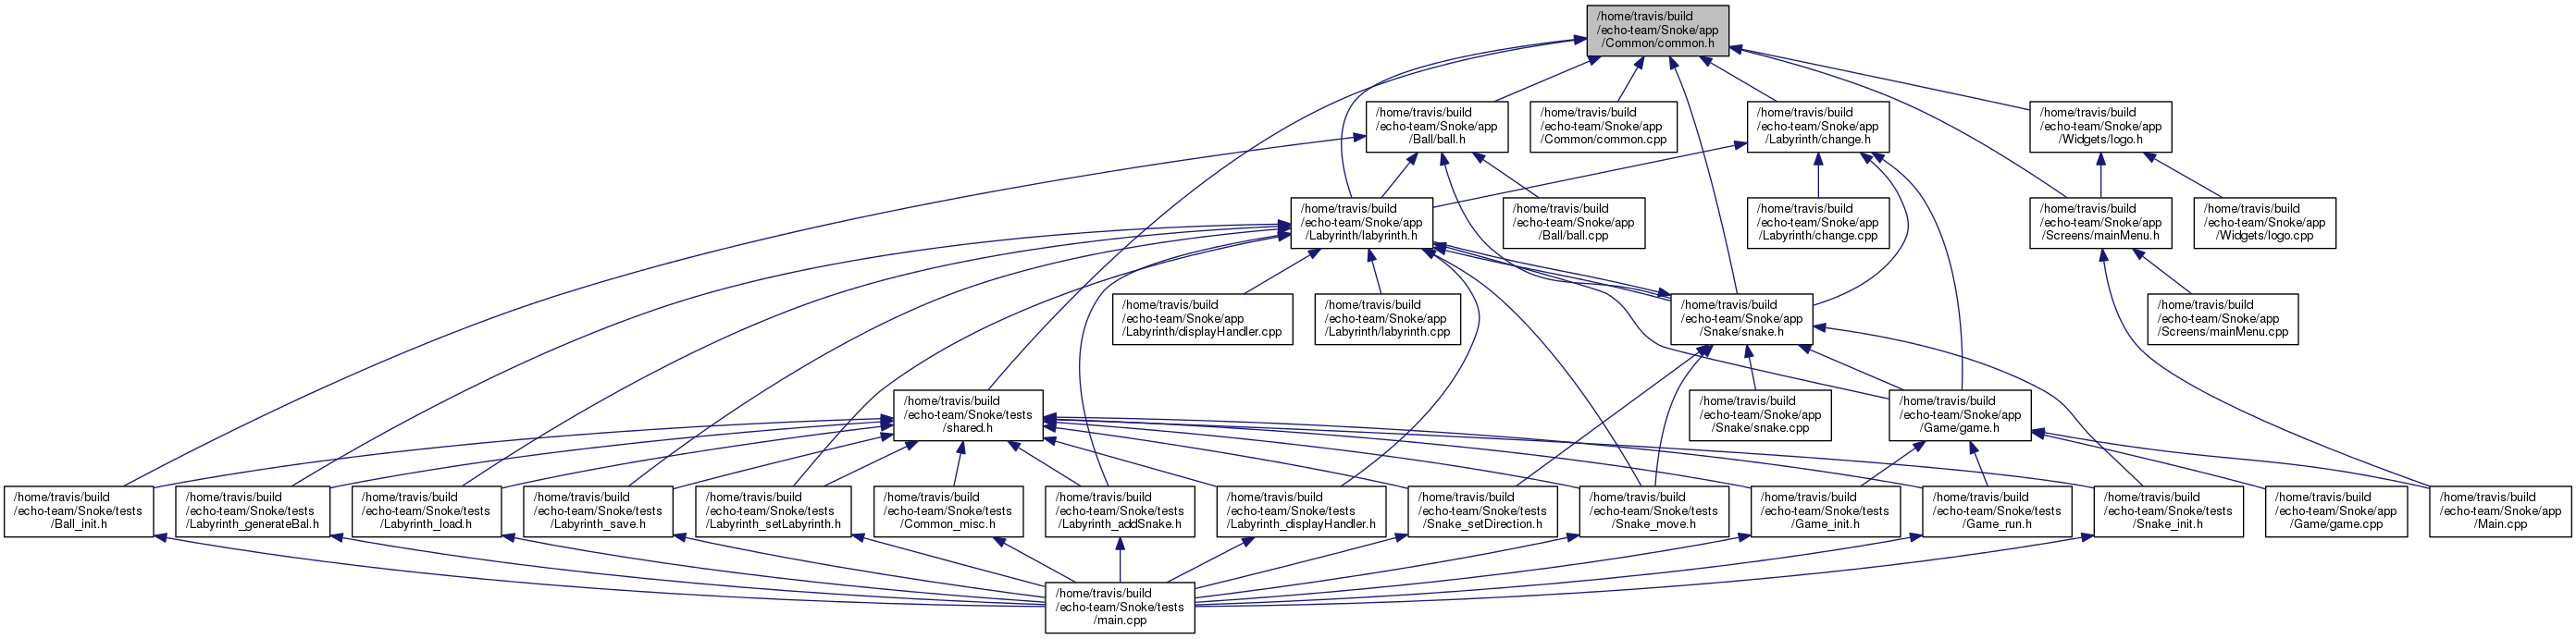 /home/travis/build
/echo-team/Snoke/app
/Common/common.h
/home/travis/build
/echo-team/Snoke/app
/Ball/ball.h
/home/travis/build
/echo-team/Snoke/app
/Common/common.cpp
/home/travis/build
/echo-team/Snoke/app
/Labyrinth/change.h
/home/travis/build
/echo-team/Snoke/app
/Widgets/logo.h
/home/travis/build
/echo-team/Snoke/app
/Labyrinth/labyrinth.h
/home/travis/build
/echo-team/Snoke/app
/Ball/ball.cpp
/home/travis/build
/echo-team/Snoke/app
/Labyrinth/change.cpp
/home/travis/build
/echo-team/Snoke/app
/Screens/mainMenu.h
/home/travis/build
/echo-team/Snoke/app
/Widgets/logo.cpp
/home/travis/build
/echo-team/Snoke/app
/Labyrinth/displayHandler.cpp
/home/travis/build
/echo-team/Snoke/app
/Labyrinth/labyrinth.cpp
/home/travis/build
/echo-team/Snoke/app
/Snake/snake.h
/home/travis/build
/echo-team/Snoke/app
/Screens/mainMenu.cpp
/home/travis/build
/echo-team/Snoke/tests
/shared.h
/home/travis/build
/echo-team/Snoke/app
/Snake/snake.cpp
/home/travis/build
/echo-team/Snoke/app
/Game/game.h
/home/travis/build
/echo-team/Snoke/tests
/Ball_init.h
/home/travis/build
/echo-team/Snoke/tests
/Labyrinth_generateBal.h
/home/travis/build
/echo-team/Snoke/tests
/Labyrinth_load.h
/home/travis/build
/echo-team/Snoke/tests
/Labyrinth_save.h
/home/travis/build
/echo-team/Snoke/tests
/Labyrinth_setLabyrinth.h
/home/travis/build
/echo-team/Snoke/tests
/Common_misc.h
/home/travis/build
/echo-team/Snoke/tests
/Labyrinth_addSnake.h
/home/travis/build
/echo-team/Snoke/tests
/Labyrinth_displayHandler.h
/home/travis/build
/echo-team/Snoke/tests
/Snake_setDirection.h
/home/travis/build
/echo-team/Snoke/tests
/Snake_move.h
/home/travis/build
/echo-team/Snoke/tests
/Game_init.h
/home/travis/build
/echo-team/Snoke/tests
/Game_run.h
/home/travis/build
/echo-team/Snoke/tests
/Snake_init.h
/home/travis/build
/echo-team/Snoke/app
/Game/game.cpp
/home/travis/build
/echo-team/Snoke/app
/Main.cpp
/home/travis/build
/echo-team/Snoke/tests
/main.cpp